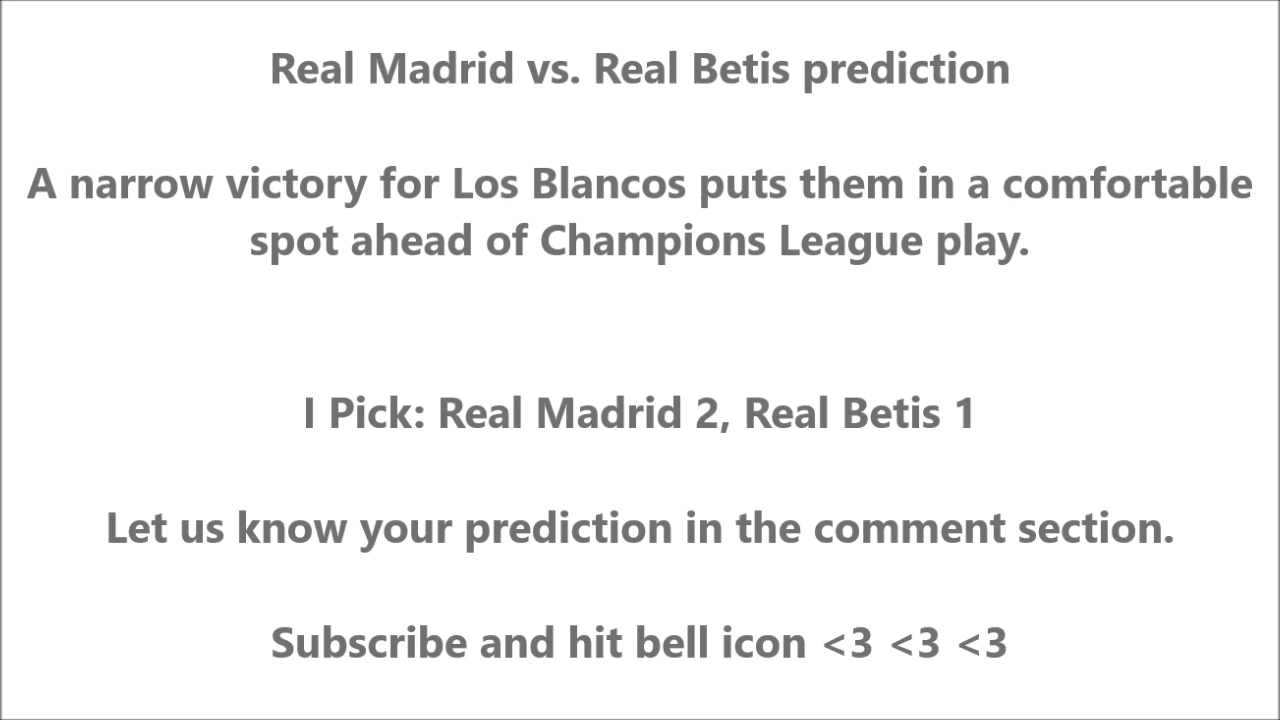 Real Madrid vs. Real Betis prediction
A narrow victory for Los Blancos puts them in a comfortable
spot ahead of Champions League play.
I Pick: Real Madrid 2, Real Betis 1
Let us know your prediction in the comment section.
Subscribe and hit bell icon <3 <3 <3